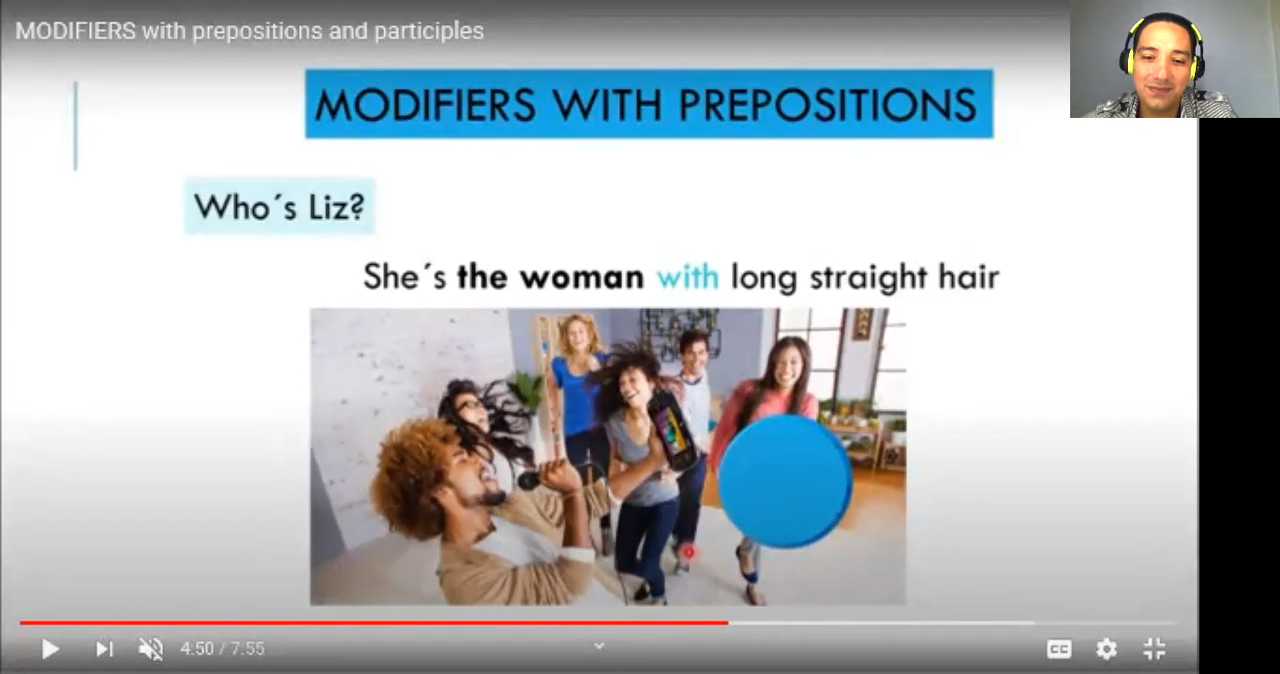 MODIFIERS with prepositions and participles
MODIFIERS WITH PREPOSITIONS
Who´s Liz?
She´s the woman with long straight hair
4:50 / 7:55
CC